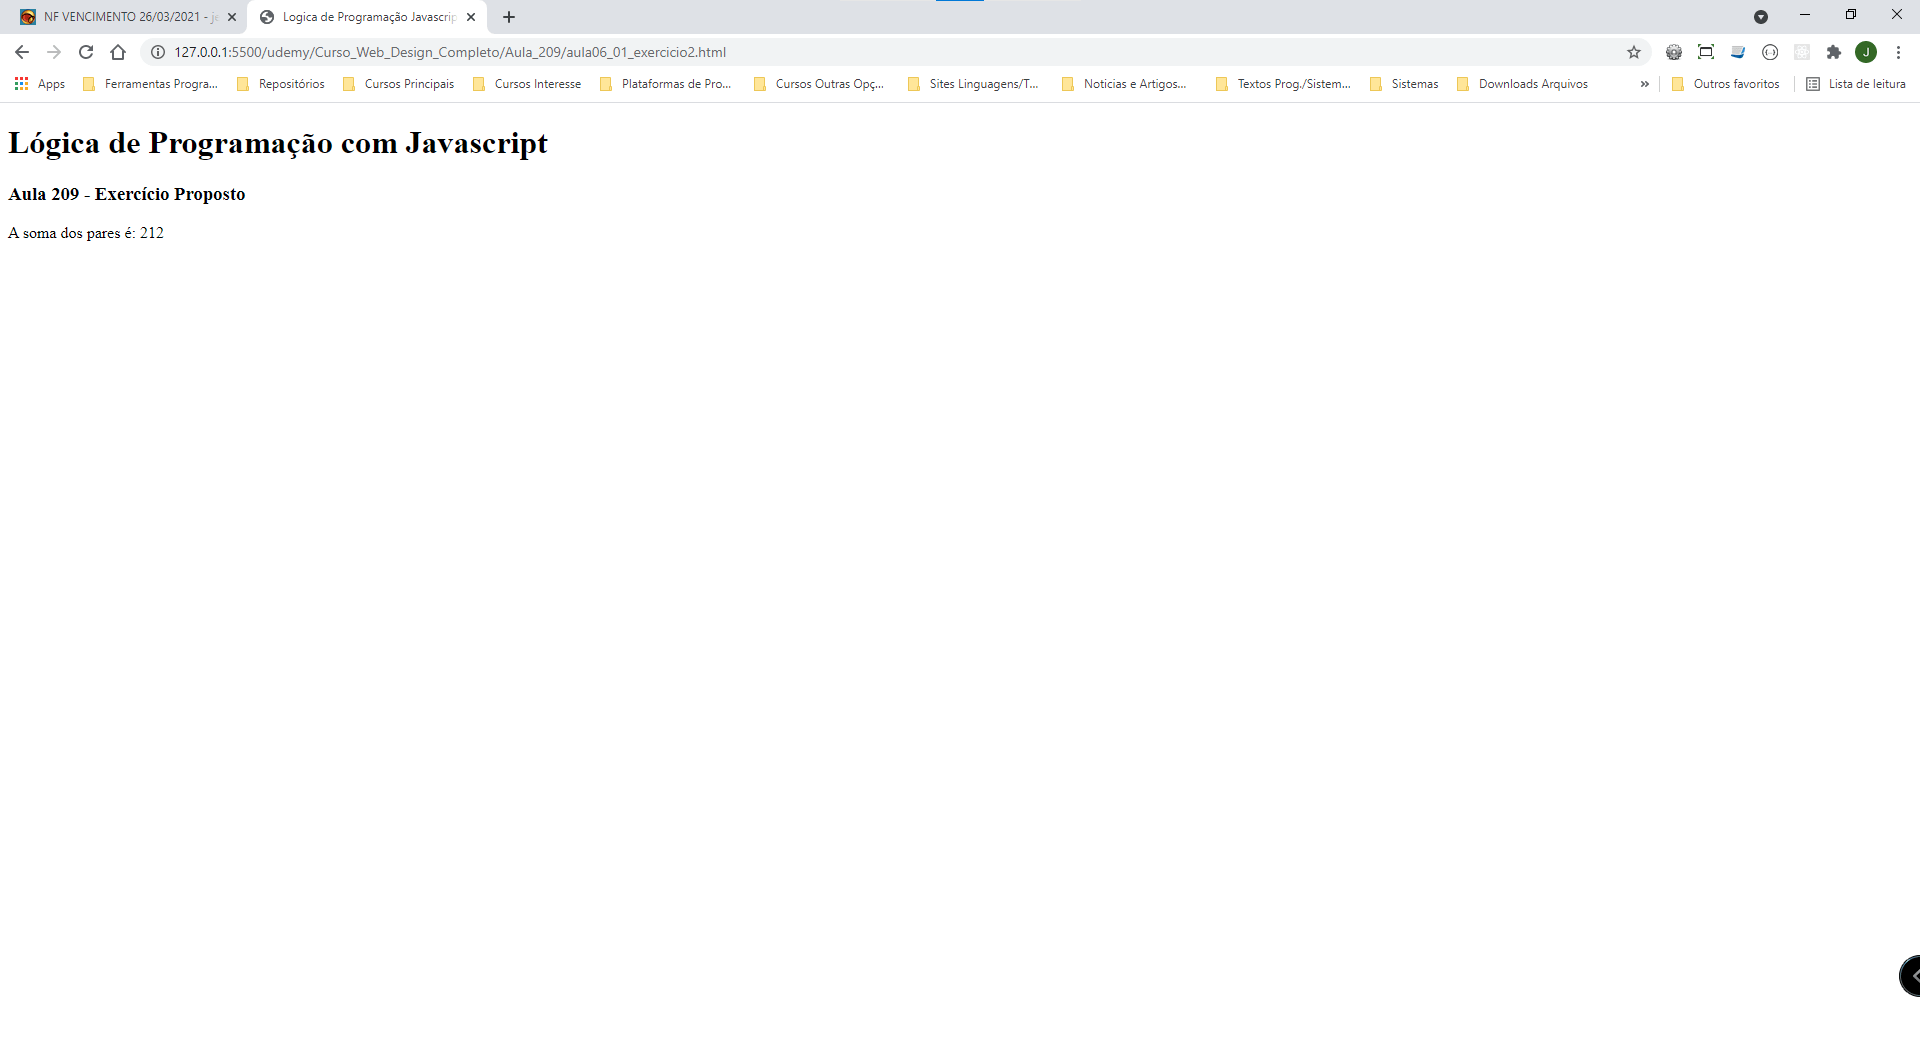 NF VENCIMENTO 26/03/2021 - je
Logica de Programação Javascrip
127.0.0.1:5500/udemy/Curso_Web_Design_Completo/Aula_209/aula06_01_exercicio2.html
J
Apps Ferramentas Progra... Repositórios Cursos Principais Cursos Interesse Plataformas de Pro... Cursos Outras Opç... Sites Linguagens/T... Noticias e Artigos... Textos Prog./Sistem... Sistemas Downloads Arquivos » Outros favoritos Lista de leitura
Lógica de Programação com Javascript
Aula 209 - Exercício Proposto
A soma dos pares é: 212